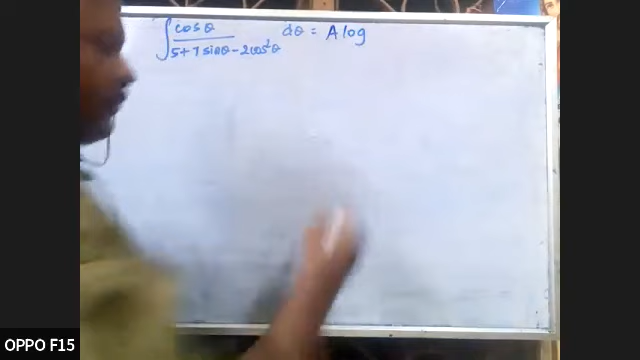 ∫ cosθ / 5+7sinθ-2cos²θ dθ = A log
OPPO F15